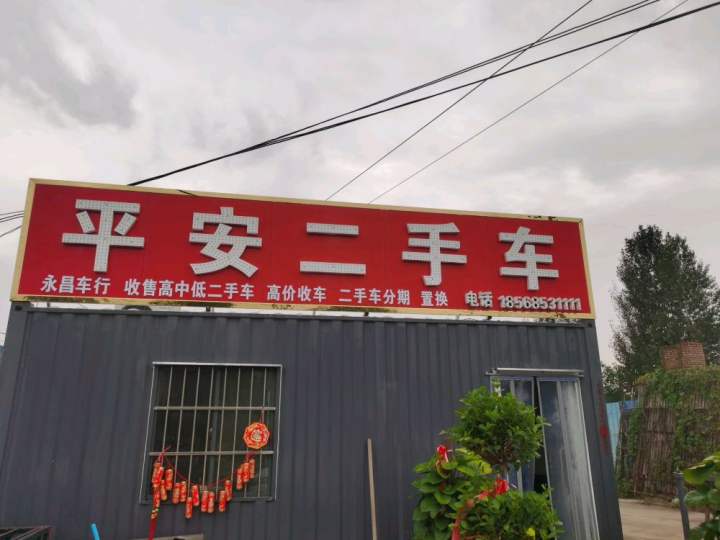 平安二手车
永昌车行 收售高中低二手车 高价收车 二手车分期 置换 电话 18568531111